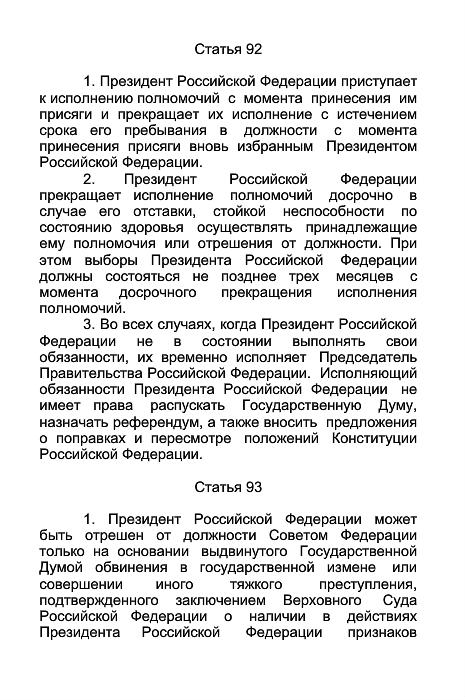 Статья 92
1. Президент Российской Федерации приступает
к исполнению полномочий с момента принесения им
присяги и прекращает их исполнение с истечением
срока его пребывания в должности с момента
принесения присяги вновь избранным Президентом
Российской Федерации.
2. Президент Российской Федерации
прекращает исполнение полномочий досрочно в
случае его отставки, стойкой неспособности по
состоянию здоровья осуществлять принадлежащие
ему полномочия или отрешения от должности. При
этом выборы Президента Российской Федерации
должны состояться не позднее трех месяцев с
момента досрочного прекращения исполнения
полномочий.
3. Во всех случаях, когда Президент Российской
Федерации не в состоянии выполнять свои
обязанности, их временно исполняет Председатель
Правительства Российской Федерации. Исполняющий
обязанности Президента Российской Федерации не
имеет права распускать Государственную Думу,
назначать референдум, а также вносить предложения
о поправках и пересмотре положений Конституции
Российской Федерации.
Статья 93
1. Президент Российской Федерации может
быть отрешен от должности Советом Федерации
только на основании выдвинутого Государственной
Думой обвинения в государственной измене или
совершении иного тяжкого преступления,
подтвержденного заключением Верховного Суда
Российской Федерации о наличии в действиях
Президента Российской Федерации признаков